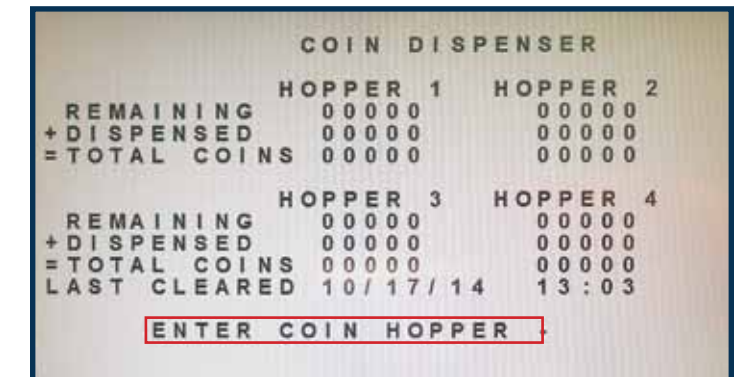 COIN DISPENSER
HOPPER 1 HOPPER 2
REMAINING 00000 00000
+DISPENSED 00000 00000
=TOTAL COINS 00000 00000
HOPPER 3 HOPPER 4
REMAINING 00000 00000
+DISPENSED 00000 00000
=TOTAL COINS 00000 00000
LAST CLEARED 10/17/14 13:03
ENTER COIN HOPPER -